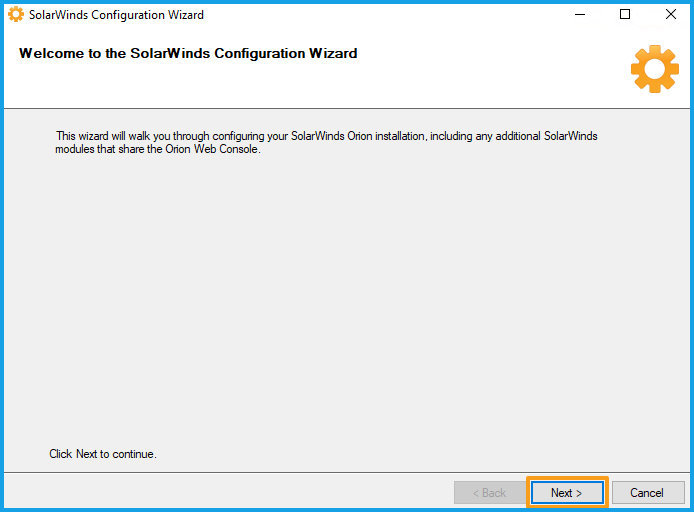 SolarWinds Configuration Wizard
Welcome to the SolarWinds Configuration Wizard
This wizard will walk you through configuring your SolarWinds Orion installation, including any additional SolarWinds
modules that share the Orion Web Console.
Click Next to continue.
< Back
Next >
Cancel